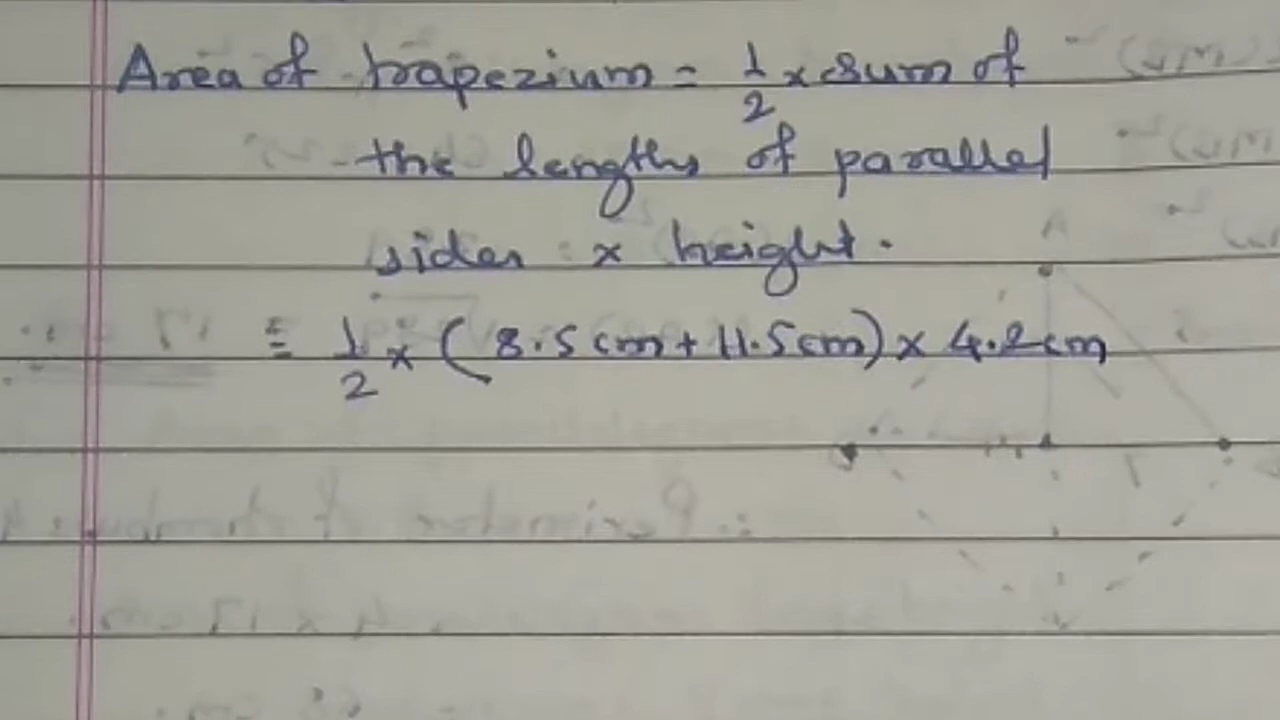 Area of trapezium = 1/2 × sum of
the lengths of parallel
sides × height.
= 1/2 × (8.5 cm + 11.5 cm) × 4.2 cm